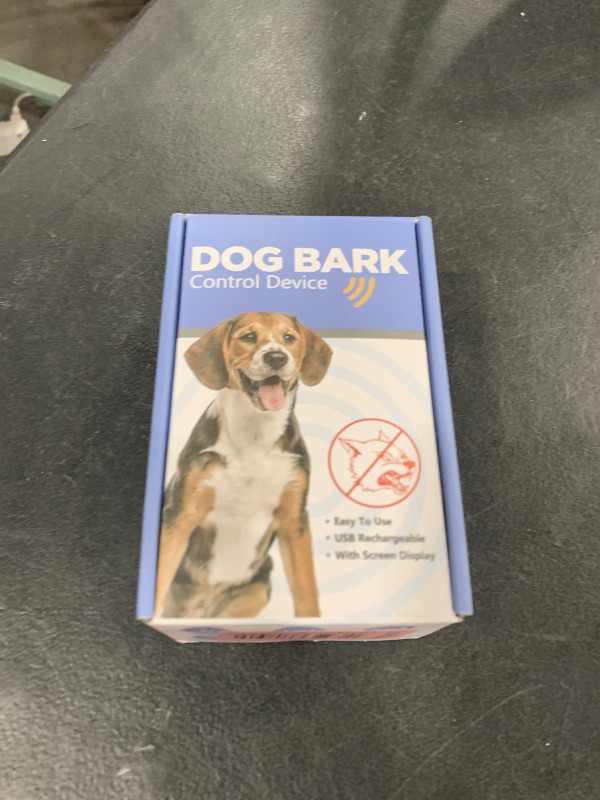 DOG BARK
Control Device
• Easy To Use
• USB Rechargeable
• With Screen Display